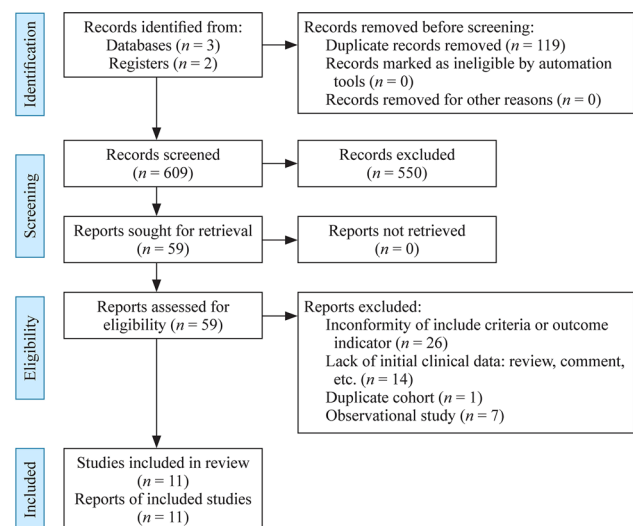 Identification
Records identified from:
Databases (n = 3)
Registers (n = 2)
Records removed before screening:
Duplicate records removed (n = 119)
Records marked as ineligible by automation
tools (n = 0)
Records removed for other reasons (n = 0)
Screening
Records screened
(n = 609)
Records excluded
(n = 550)
Reports sought for retrieval
(n = 59)
Reports not retrieved
(n = 0)
Eligibility
Reports assessed for
eligibility (n = 59)
Reports excluded:
Inconformity of include criteria or outcome
indicator (n = 26)
Lack of initial clinical data: review, comment,
etc. (n = 14)
Duplicate cohort (n = 1)
Observational study (n = 7)
Included
Studies included in review
(n = 11)
Reports of included studies
(n = 11)